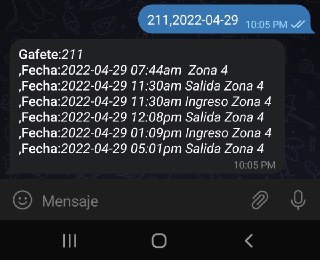 211,2022-04-29
10:05 PM
Gafete:211
,Fecha:2022-04-29 07:44am  Zona 4
,Fecha:2022-04-29 11:30am Salida Zona 4
,Fecha:2022-04-29 11:30am Ingreso Zona 4
,Fecha:2022-04-29 12:08pm Salida Zona 4
,Fecha:2022-04-29 01:09pm Ingreso Zona 4
,Fecha:2022-04-29 05:01pm Salida Zona 4
10:05 PM
Mensaje